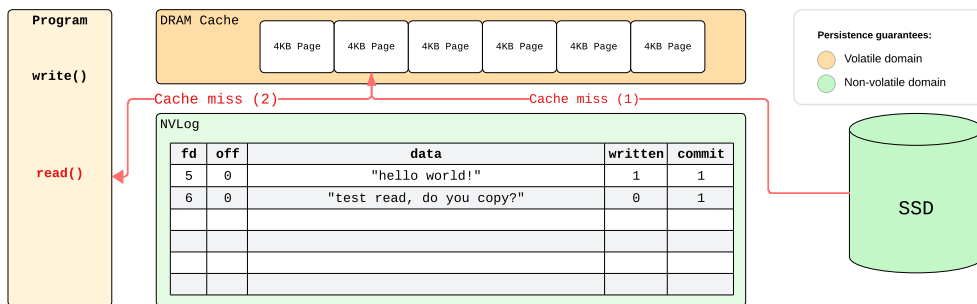 Program
write()
read()
DRAM Cache
4KB Page 4KB Page 4KB Page 4KB Page 4KB Page 4KB Page
Cache miss (2)
Cache miss (1)
NVLog
fd off data written commit
5 0 "hello world!" 1 1
6 0 "test read, do you copy?" 0 1
Persistence guarantees:
Volatile domain
Non-volatile domain
SSD